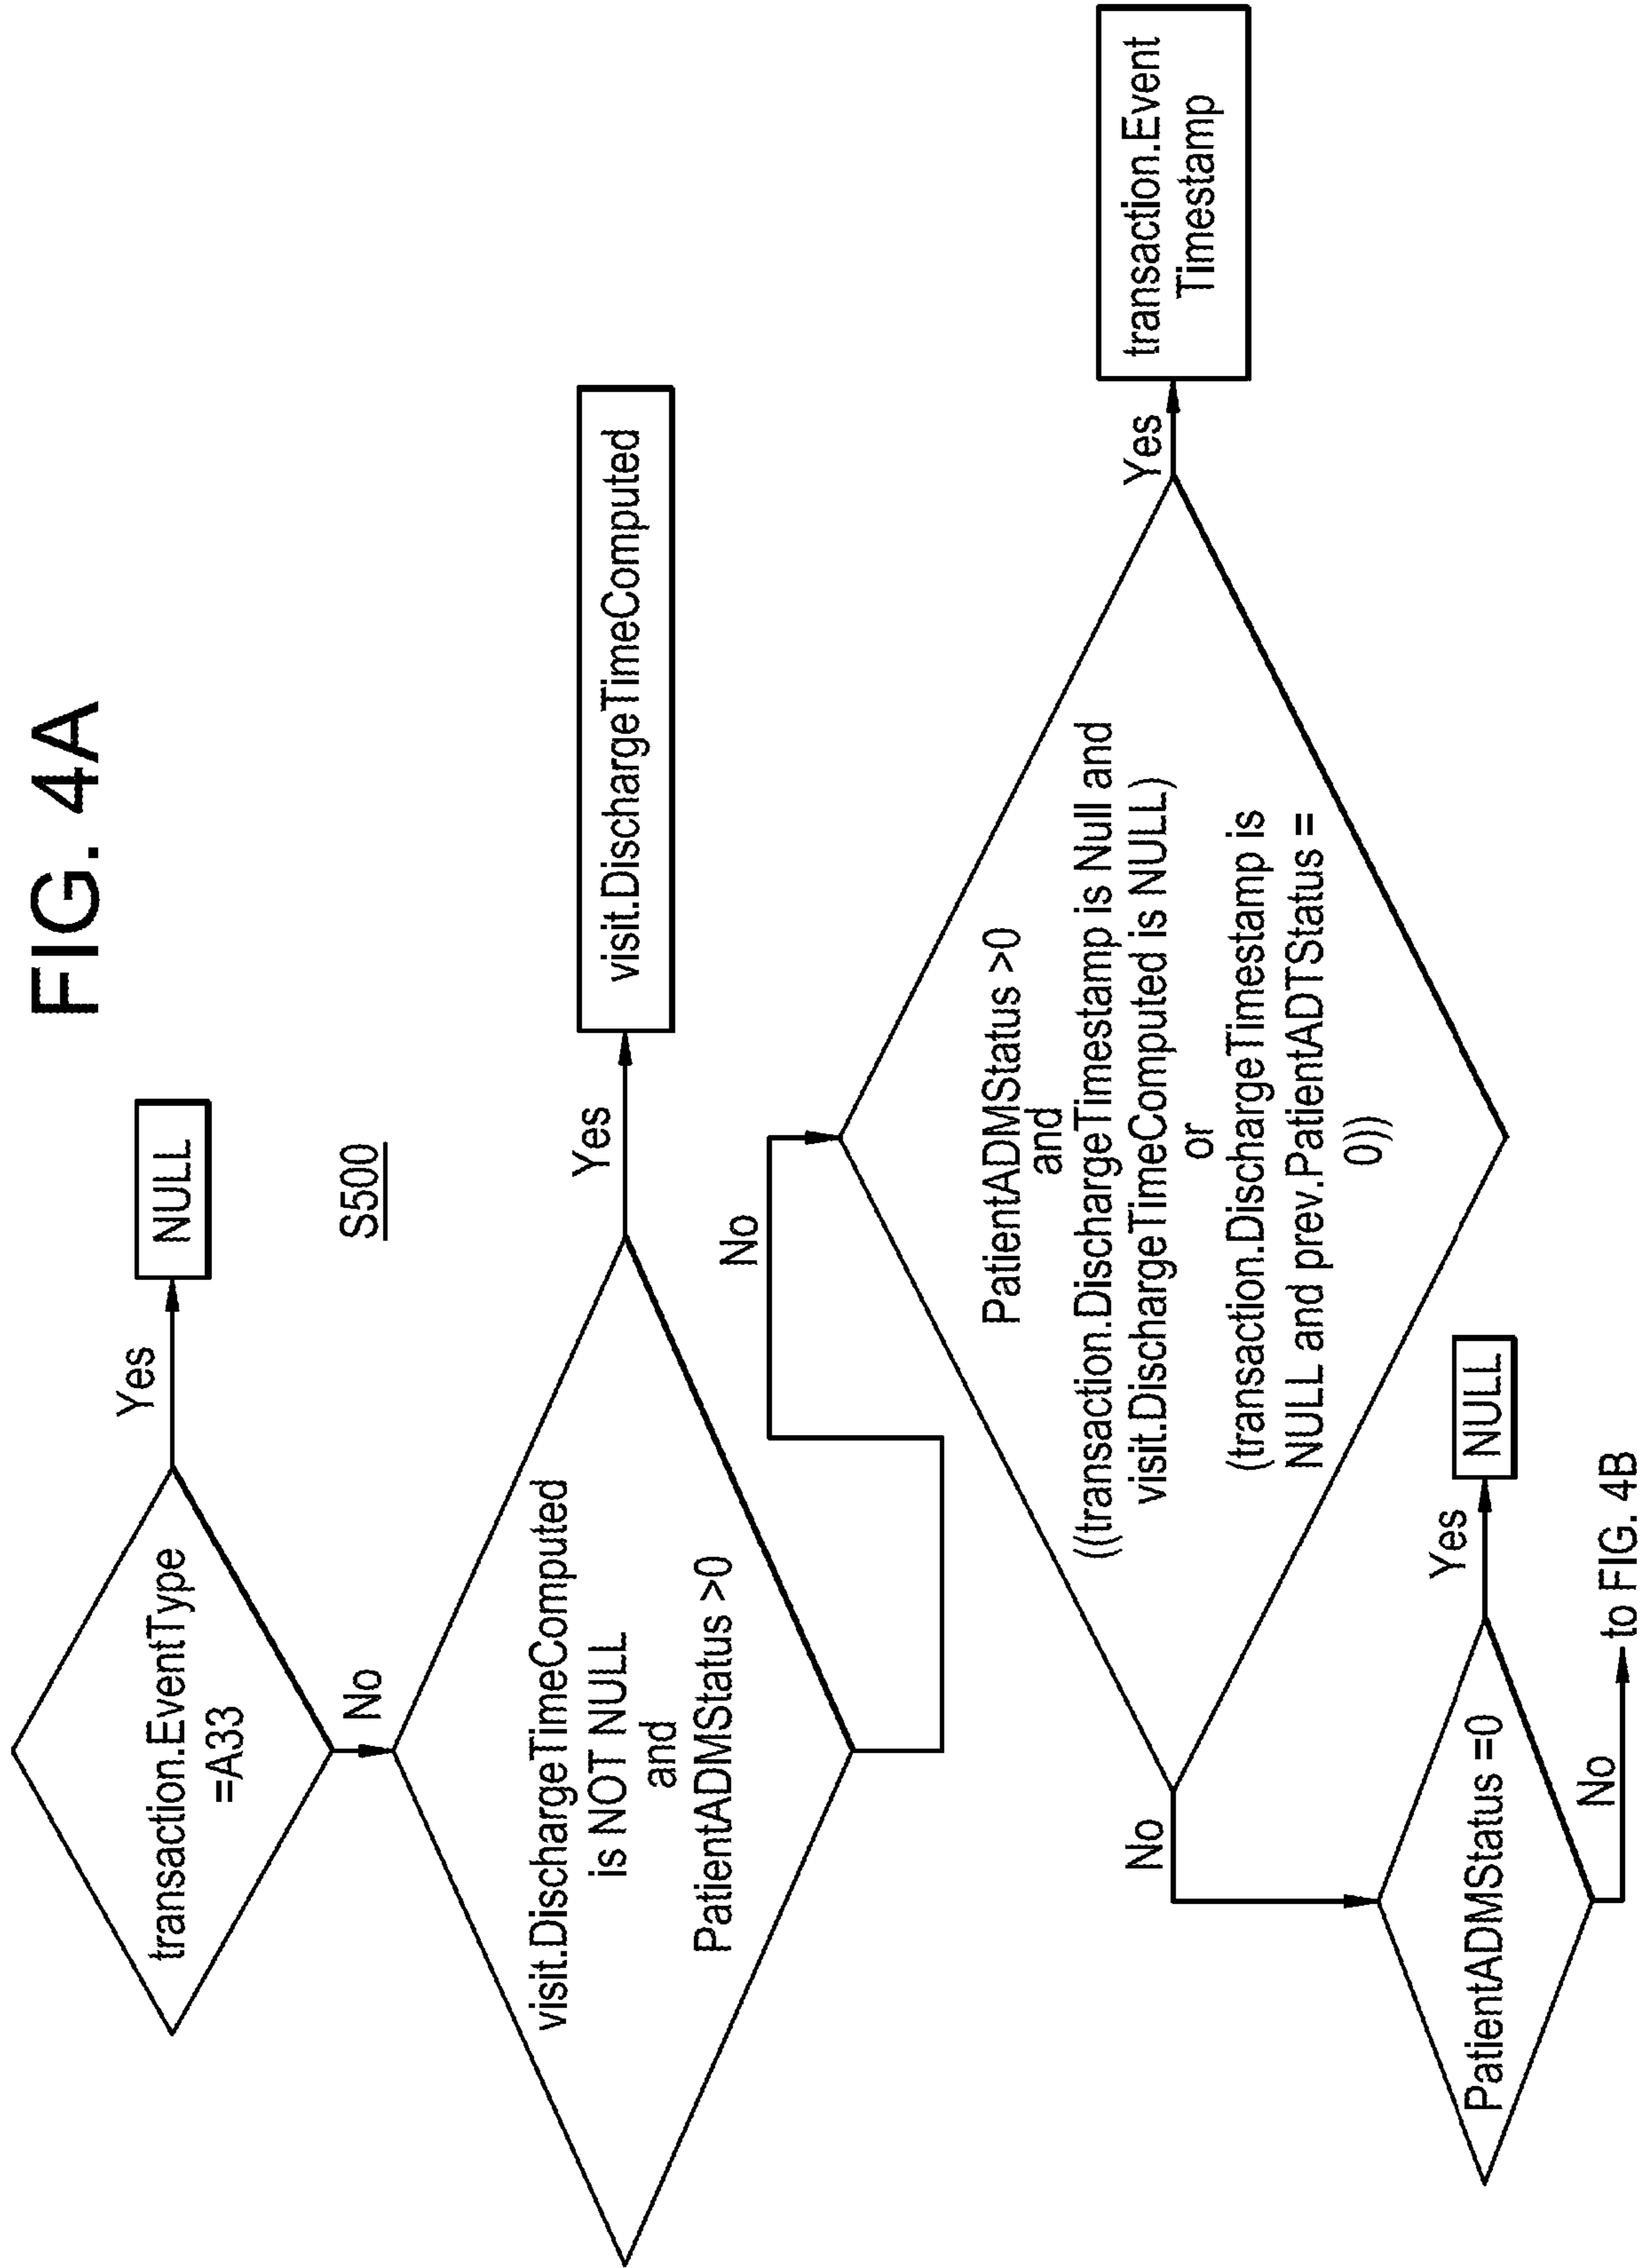 FIG. 4A
transaction.EventType
=A33
Yes
NULL
S500
No
visit.DischargeTimeComputed
is NOT NULL
and
PatientADMStatus >0
Yes
visit.DischargeTimeComputed
No
PatientADMStatus >0
and
((transaction.DischargeTimestamp is Null and
visit.DischargeTimeComputed is NULL)
or
(transaction.DischargeTimestamp is
NULL and prev.PatientADTStatus =
0))
Yes
transaction.Event
Timestamp
No
PatientADMStatus =0
Yes
NULL
No
to FIG. 4B